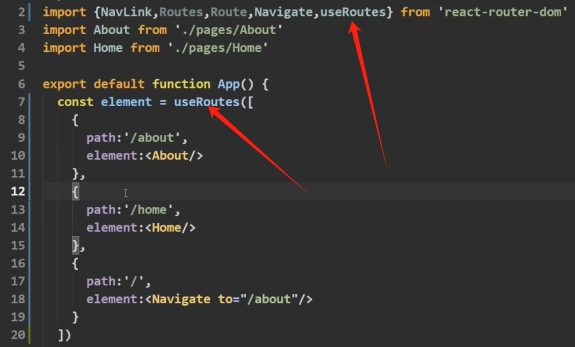 2 import {NavLink,Routes,Route,Navigate,useRoutes} from 'react-router-dom'
3 import About from './pages/About'
4 import Home from './pages/Home'
5
6 export default function App() {
7   const element = useRoutes([
8     {
9       path:'/about',
10       element:<About/>
11     },
12     {
13       path:'/home',
14       element:<Home/>
15     },
16     {
17       path:'/',
18       element:<Navigate to="/about"/>
19     }
20   ])